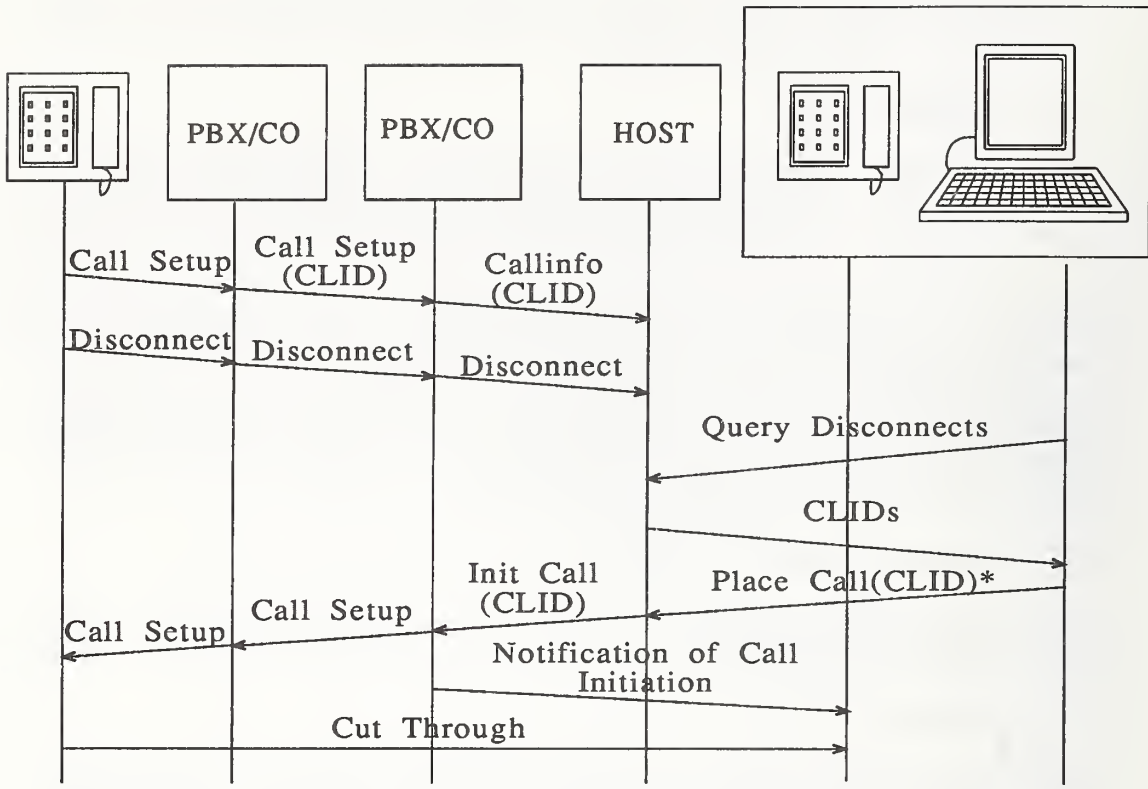 PBX/CO
PBX/CO
HOST
Call Setup
Call Setup
(CLID)
Callinfo
(CLID)
Disconnect
Disconnect
Disconnect
Query Disconnects
CLIDs
Place Call(CLID)*
Init Call
(CLID)
Call Setup
Call Setup
Notification of Call
Initiation
Cut Through